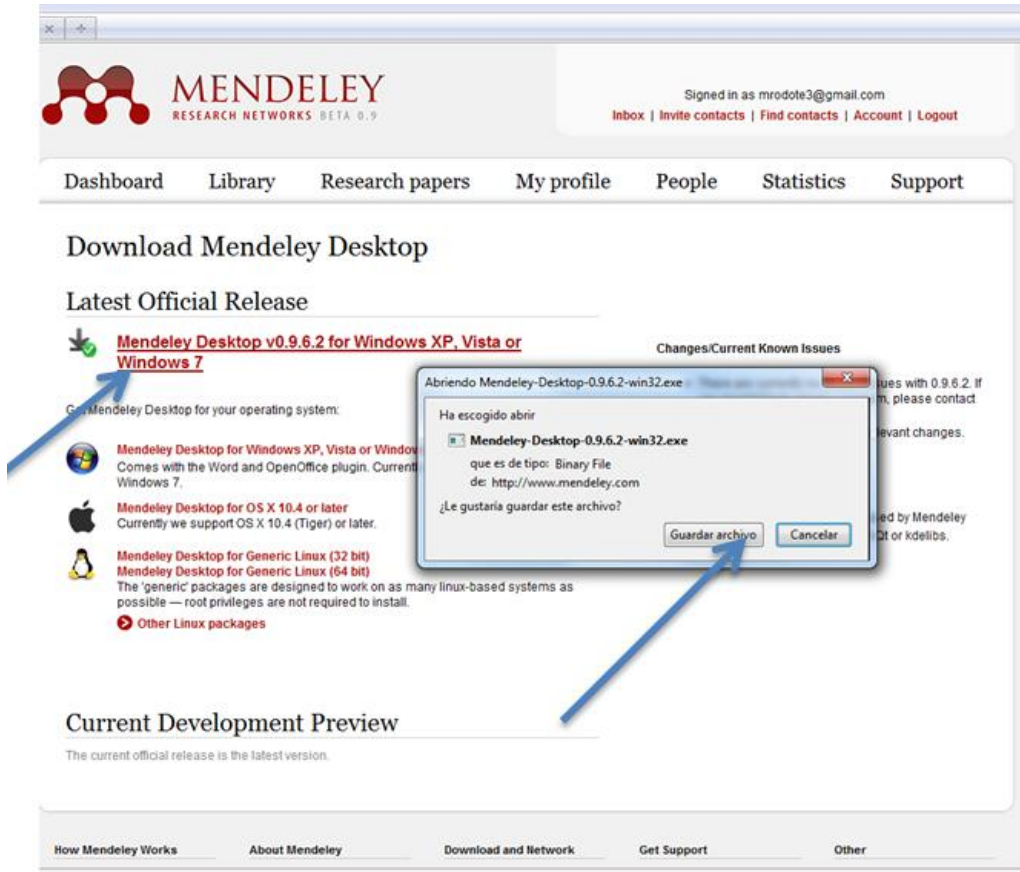 MENDELEY
RESEARCH NETWORKS BETA 0.9
Signed in as mrodote3@gmail.com
Inbox | Invite contacts | Find contacts | Account | Logout
Dashboard Library Research papers My profile People Statistics Support
Download Mendeley Desktop
Latest Official Release
Mendeley Desktop v0.9.6.2 for Windows XP, Vista or
Windows 7
Changes/Current Known Issues
ues with 0.9.6.2. If
m, please contact
levant changes.
ed by Mendeley
Qt or kdelibs.
Mendeley Desktop for your operating system:
Mendeley Desktop for Windows XP, Vista or Window
Comes with the Word and OpenOffice plugin. Current
Windows 7.
Mendeley Desktop for OS X 10.4 or later
Currently we support OS X 10.4 (Tiger) or later.
Mendeley Desktop for Generic Linux (32 bit)
Mendeley Desktop for Generic Linux (64 bit)
The 'generic' packages are designed to work on as many linux-based systems as
possible — root privileges are not required to install.
Other Linux packages
Abriendo Mendeley-Desktop-0.9.6.2-win32.exe
Ha escogido abrir
Mendeley-Desktop-0.9.6.2-win32.exe
que es de tipo: Binary File
de: http://www.mendeley.com
¿Le gustaría guardar este archivo?
Guardar archivo Cancelar
Current Development Preview
The current official release is the latest version.
How Mendeley Works About Mendeley Download and Network Get Support Other